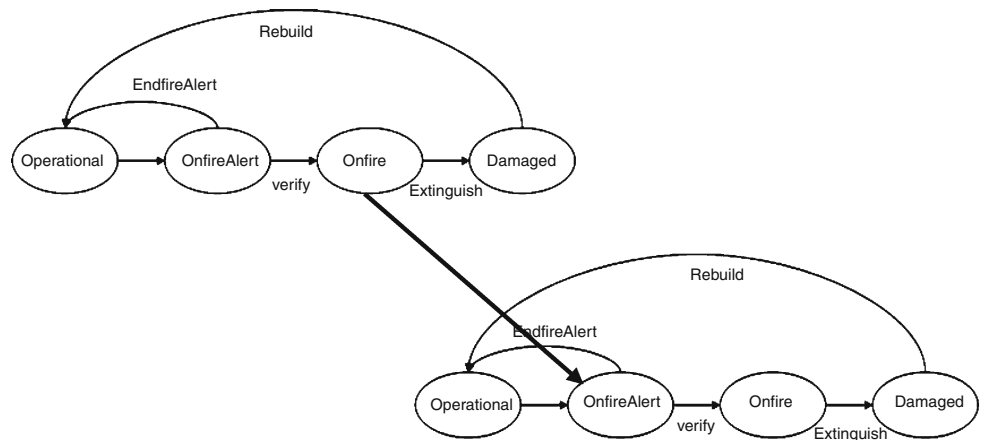 Rebuild
EndfireAlert
Operational
OnfireAlert
Onfire
Damaged
verify
Extinguish
Rebuild
EndfireAlert
Operational
OnfireAlert
Onfire
Damaged
verify
Extinguish